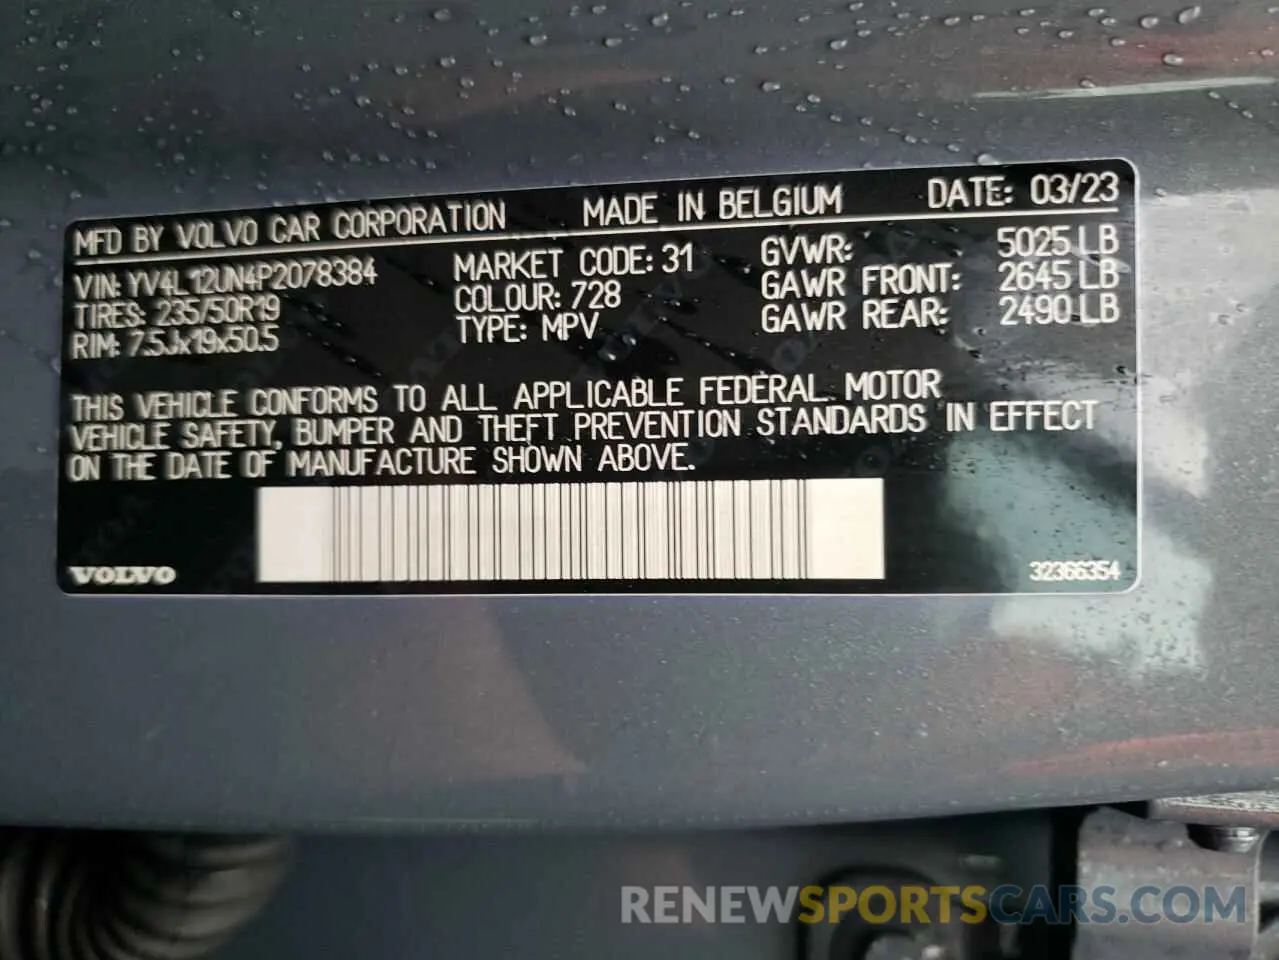 MFD BY VOLVO CAR CORPORATION MADE IN BELGIUM DATE: 03/23
VIN: YV4L12UN4P2078384 MARKET CODE: 31 GVWR: 5025 LB
TIRES: 235/50R19 COLOUR: 728 GAWR FRONT: 2645 LB
RIM: 7.5Jx19x50.5 TYPE: MPV GAWR REAR: 2490 LB
THIS VEHICLE CONFORMS TO ALL APPLICABLE FEDERAL MOTOR
VEHICLE SAFETY, BUMPER AND THEFT PREVENTION STANDARDS IN EFFECT
ON THE DATE OF MANUFACTURE SHOWN ABOVE.
VOLVO 32366354
RENEWSPORTSCARS.COM